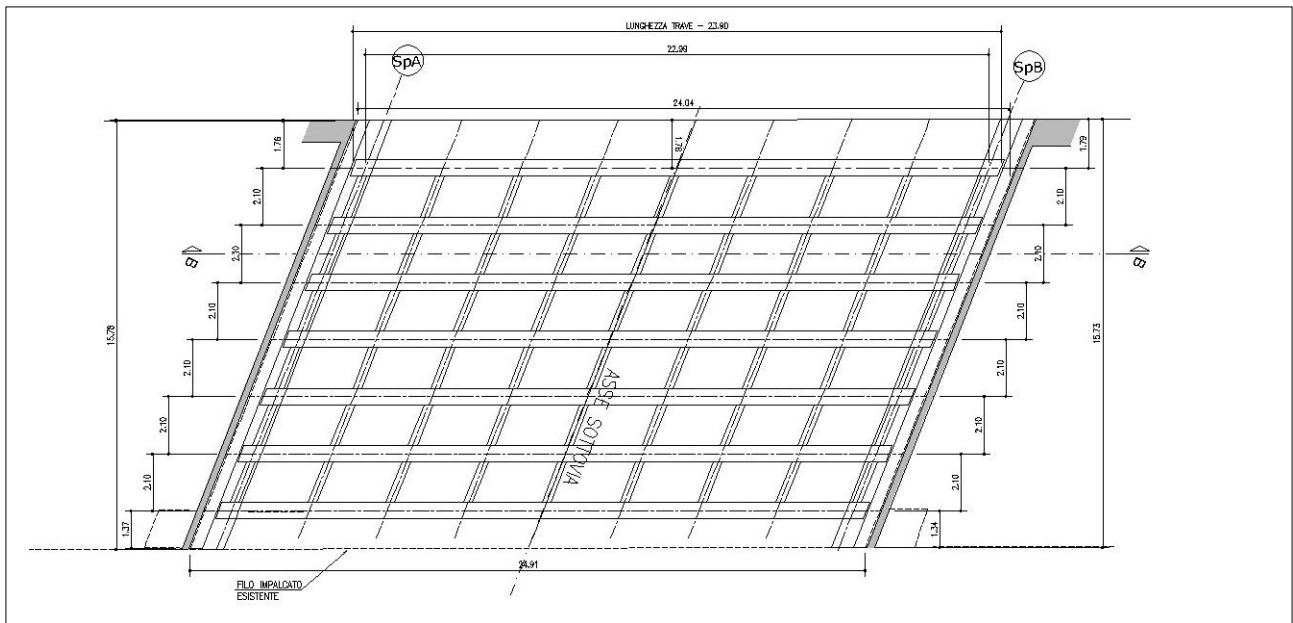 LUNGHEZZA TRAVE - 23.90
22.99
SpA
SpB
24.04
1.76
1.78
1.79
2.10
2.10
2.10
2.10
B
B
2.10
2.10
2.10
2.10
15.78
15.73
2.10
2.10
ASSE SOTTOVIA
2.10
2.10
1.37
1.34
24.91
FILO IMPALCATO
ESISTENTE